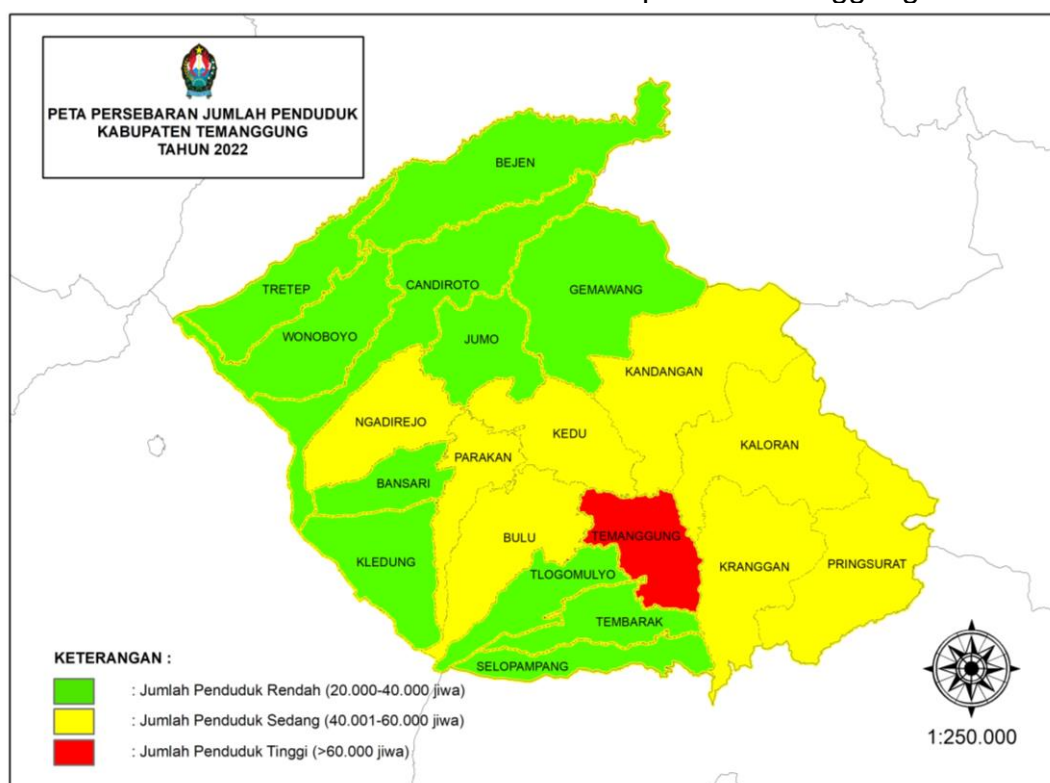 PETA PERSEBARAN JUMLAH PENDUDUK
KABUPATEN TEMANGGUNG
TAHUN 2022
BEJEN
TRETEP
CANDIROTO
GEMAWANG
WONOBOYO
JUMO
KANDANGAN
NGADIREJO
KEDU
KALORAN
PARAKAN
BANSARI
BULU
TEMANGGUNG
KLEDUNG
TLOGOMULYO
KRANGGAN
PRINGSURAT
TEMBARAK
SELOPAMPANG
KETERANGAN :
: Jumlah Penduduk Rendah (20.000-40.000 jiwa)
: Jumlah Penduduk Sedang (40.001-60.000 jiwa)
: Jumlah Penduduk Tinggi (>60.000 jiwa)
1:250.000